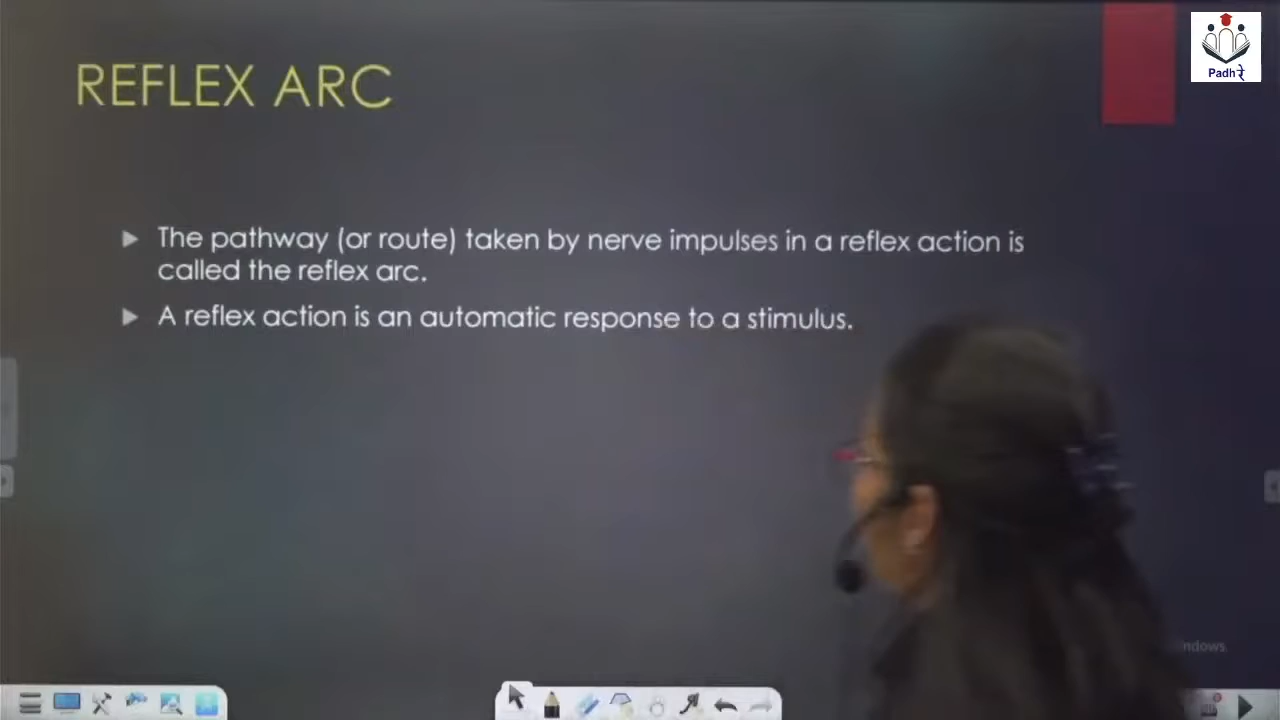 REFLEX ARC
Padhरे
The pathway (or route) taken by nerve impulses in a reflex action is
called the reflex arc.
A reflex action is an automatic response to a stimulus.